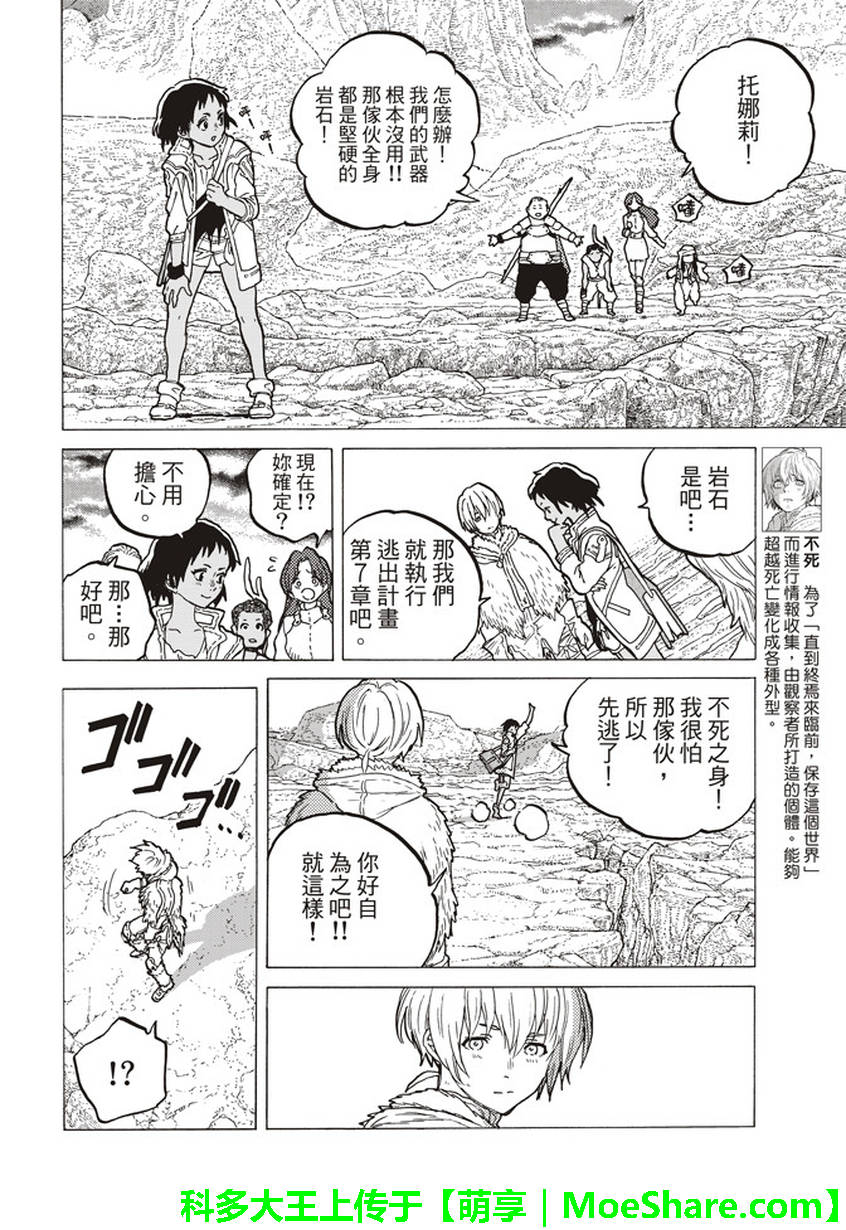 托娜莉！
怎麼辦！
我們的武器
根本沒用!!
那傢伙全身
都是堅硬的
岩石！
呼
呼
嗘
嗘
岩石
是吧…
那我們
就執行
逃出計畫
第7章吧。
現在!?
妳確定？
不用
擔心。
那…那
好吧。
不死之身！
我很怕
那傢伙，
所以
先逃了！
你好自
為之吧!!
就這樣！
ゴゴゴ…
!?
不死　為了「直到終焉來臨前，保存這個世界」
而進行情報收集，由觀察者所打造的個體。能夠
超越死亡變化成各種外型。
科多大王上传于【萌享｜MoeShare.com】